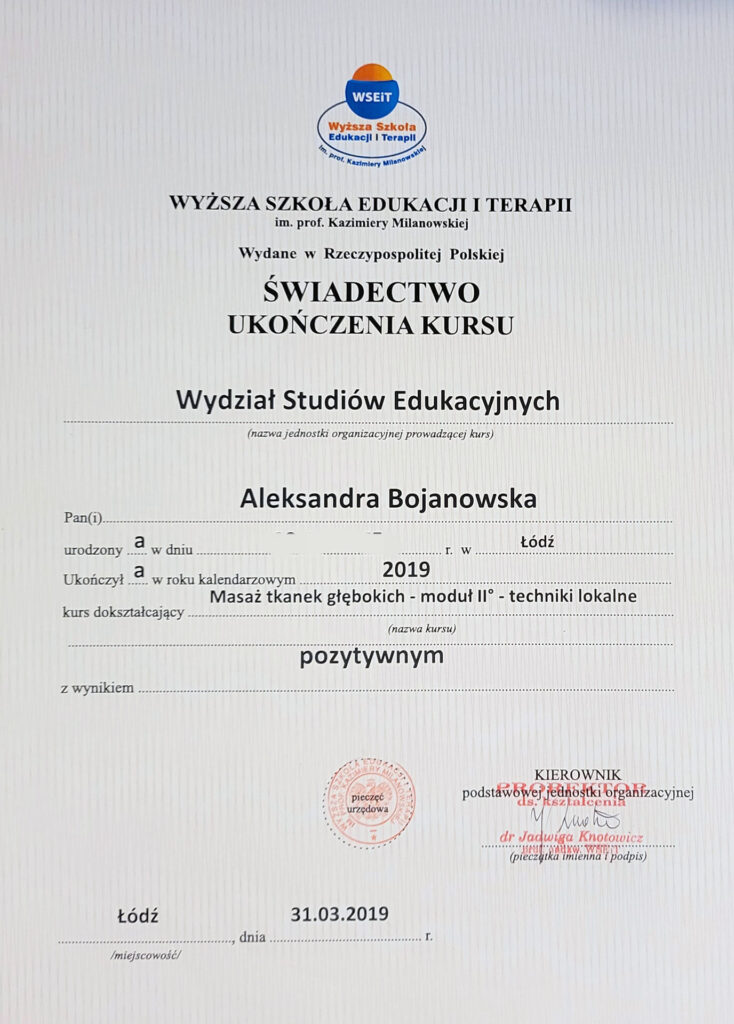 WSEiT
Wyższa Szkoła
Edukacji i Terapii
im. prof. Kazimiery Milanowskiej
WYŻSZA SZKOŁA EDUKACJI I TERAPII
im. prof. Kazimiery Milanowskiej
Wydane w Rzeczypospolitej Polskiej
ŚWIADECTWO
UKOŃCZENIA KURSU
Wydział Studiów Edukacyjnych
(nazwa jednostki organizacyjnej prowadzącej kurs)
Pan(i) Aleksandra Bojanowska
urodzony a w dniu r. w Łódź
Ukończył a w roku kalendarzowym 2019
kurs dokształcający Masaż tkanek głębokich - moduł II° - techniki lokalne
(nazwa kursu)
z wynikiem pozytywnym
pieczęć
urzędowa
KIEROWNIK
PROREKTOR
podstawowej jednostki organizacyjnej
ds. kształcenia
dr Jadwiga Knotowicz
(pieczątka imienna i podpis)
Łódź, dnia 31.03.2019 r.
/miejscowość/